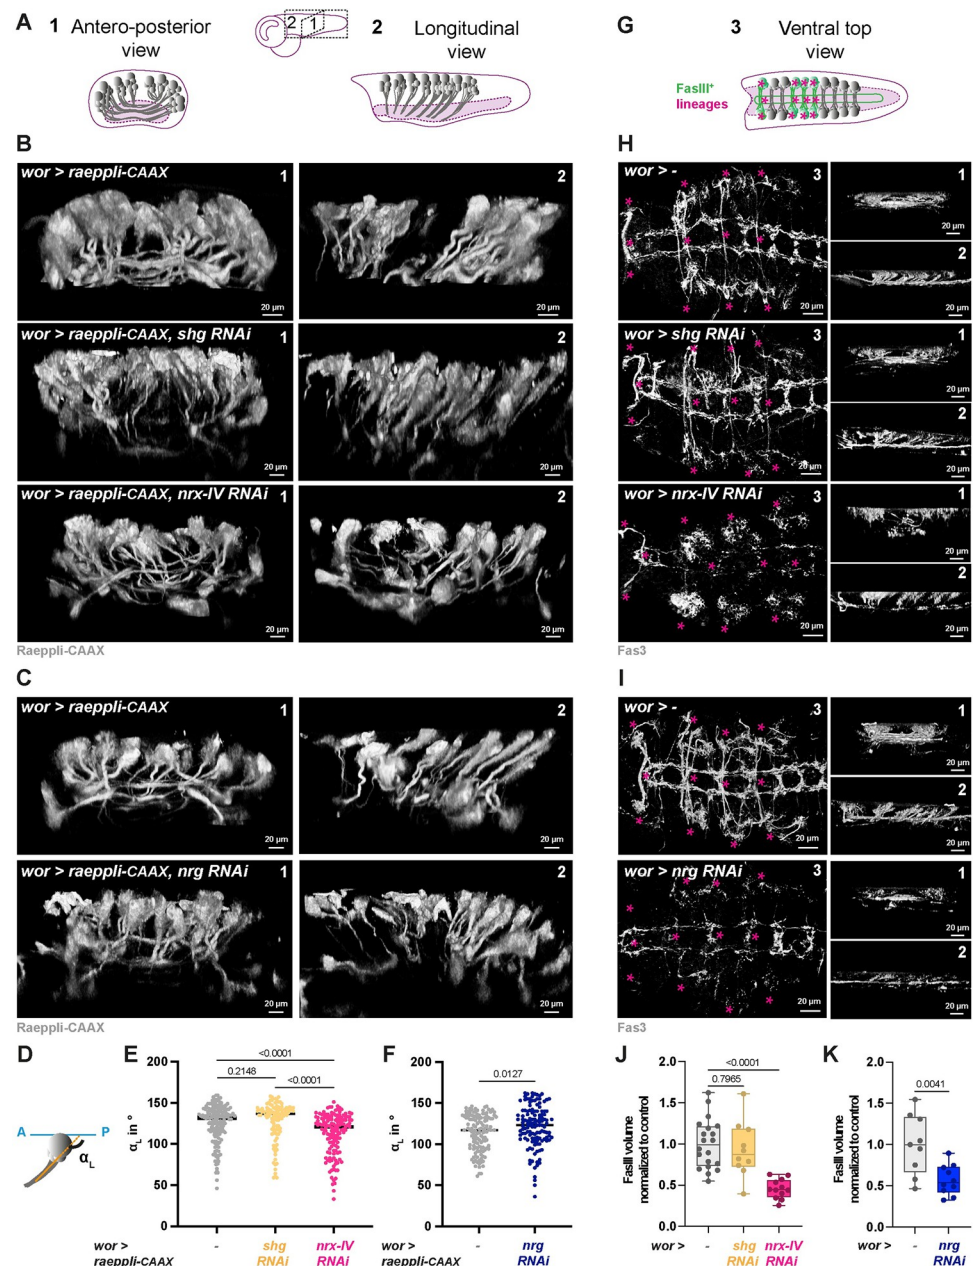 A 1 Antero-posterior view
2 1
2 Longitudinal view
B
wor > raeppli-CAAX 1
20 µm
2
20 µm
wor > raeppli-CAAX, shg RNAi 1
20 µm
2
20 µm
wor > raeppli-CAAX, nrx-IV RNAi 1
20 µm
2
20 µm
Raeppli-CAAX
C
wor > raeppli-CAAX 1
20 µm
2
20 µm
wor > raeppli-CAAX, nrg RNAi 1
20 µm
2
20 µm
Raeppli-CAAX
D
A P
αL
E
200
150
100
50
0
αL in °
<0.0001
0.2148
<0.0001
wor > raeppli-CAAX
-
shg RNAi
nrx-IV RNAi
F
200
150
100
50
0
αL in °
0.0127
wor > raeppli-CAAX
-
nrg RNAi
G 3 Ventral top view
FasIII+ lineages
H
wor > - 3
20 µm
1
20 µm
2
20 µm
wor > shg RNAi 3
20 µm
1
20 µm
2
20 µm
wor > nrx-IV RNAi 3
20 µm
1
20 µm
2
20 µm
Fas3
I
wor > - 3
20 µm
1
20 µm
2
20 µm
wor > nrg RNAi 3
20 µm
1
20 µm
2
20 µm
Fas3
J
2.0
1.5
1.0
0.5
0.0
FasIII volume normalized to control
<0.0001
0.7965
wor >
-
shg RNAi
nrx-IV RNAi
K
2.0
1.5
1.0
0.5
0.0
FasIII volume normalized to control
0.0041
wor >
-
nrg RNAi